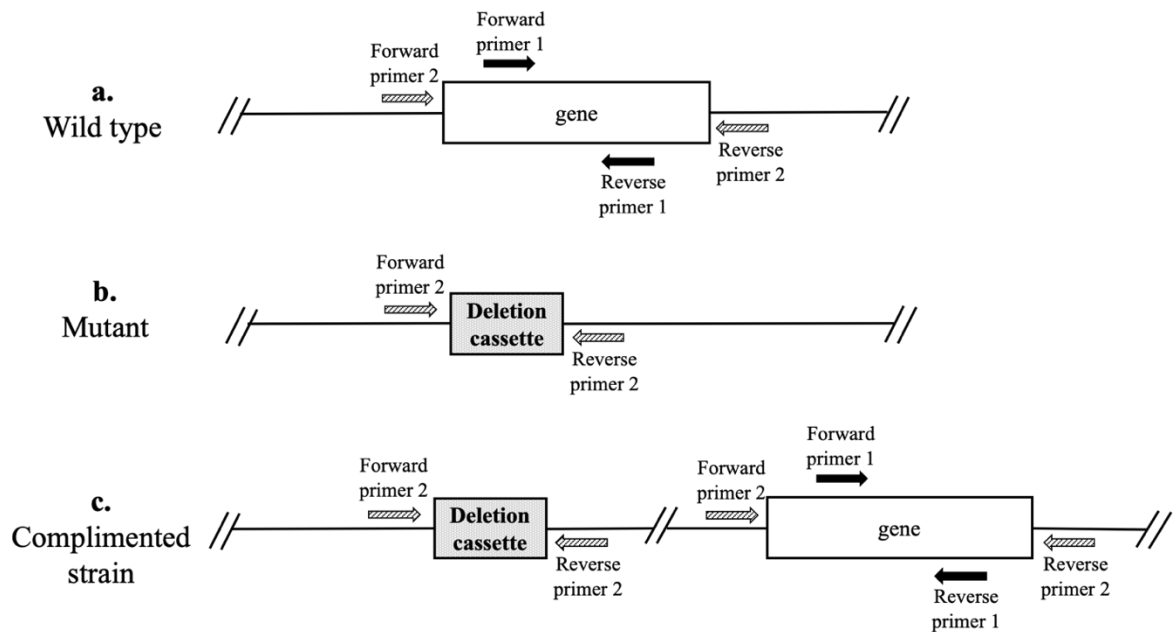 Forward
primer 1
Forward
primer 2
a.
Wild type
gene
Reverse
primer 2
Reverse
primer 1
Forward
primer 2
b.
Mutant
Deletion
cassette
Reverse
primer 2
Forward
primer 1
Forward
primer 2
Forward
primer 2
c.
Complimented
strain
Deletion
cassette
gene
Reverse
primer 2
Reverse
primer 2
Reverse
primer 1